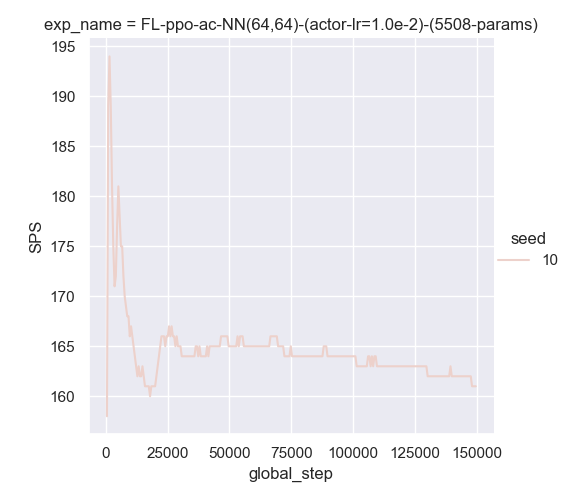 exp_name = FL-ppo-ac-NN(64,64)-(actor-lr=1.0e-2)-(5508-params)
195
190
185
180
175
170
165
160
SPS
seed
10
0 25000 50000 75000 100000 125000 150000
global_step